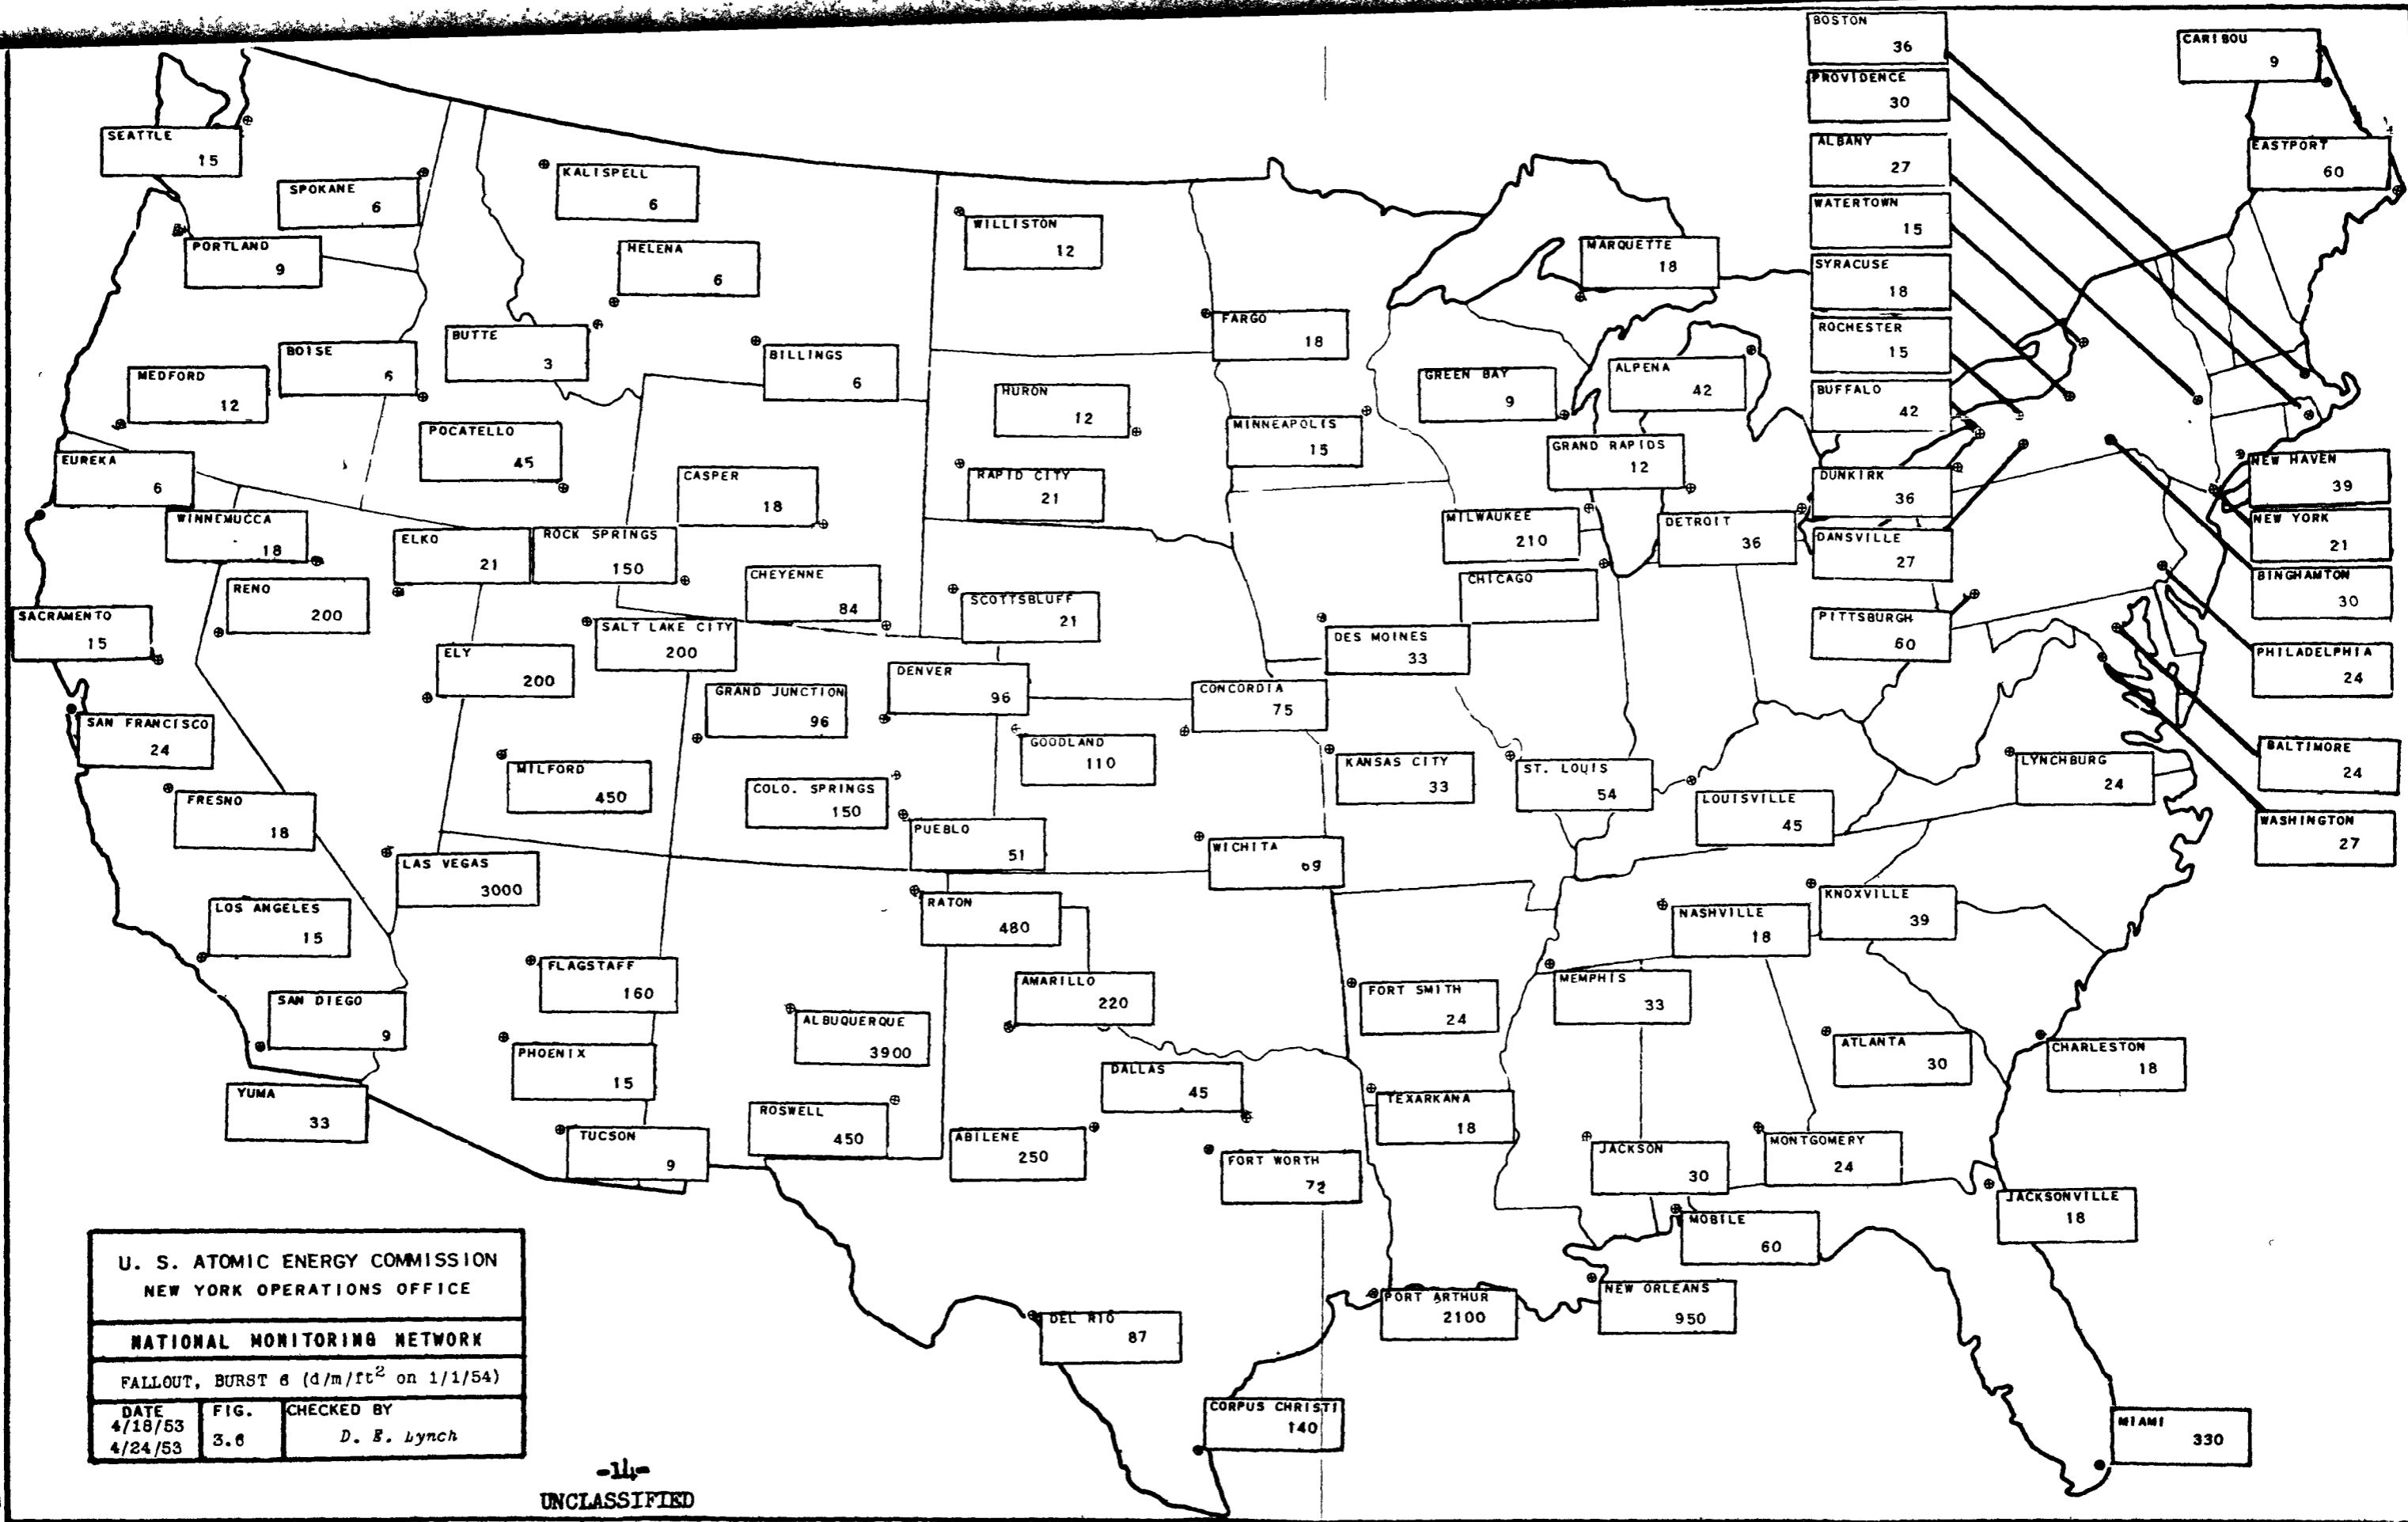 BOSTON
36
CARIBOU
9
PROVIDENCE
30
ALBANY
27
EASTPORT
60
WATERTOWN
15
SYRACUSE
18
ROCHESTER
15
BUFFALO
42
SEATTLE
15
SPOKANE
6
KALISPELL
6
PORTLAND
9
HELENA
6
WILLISTON
12
MARQUETTE
18
BUTTE
3
BOISE
6
BILLINGS
6
FARGO
18
MEDFORD
12
HURON
12
GREEN BAY
9
ALPENA
42
POCATELLO
45
MINNEAPOLIS
15
GRAND RAPIDS
12
EUREKA
6
CASPER
18
RAPID CITY
21
DUNKIRK
36
NEW HAVEN
39
WINNEMUCCA
18
ELKO
21
ROCK SPRINGS
150
MILWAUKEE
210
DETROIT
36
DANSVILLE
27
NEW YORK
21
RENO
200
CHEYENNE
84
CHICAGO
BINGHAMTON
30
SACRAMENTO
15
SALT LAKE CITY
200
SCOTTSBLUFF
21
DES MOINES
33
PITTSBURGH
60
ELY
200
PHILADELPHIA
24
GRAND JUNCTION
96
DENVER
96
CONCORDIA
75
SAN FRANCISCO
24
GOODLAND
110
BALTIMORE
24
MILFORD
450
COLO. SPRINGS
150
KANSAS CITY
33
ST. LOUIS
54
LYNCHBURG
24
FRESNO
18
PUEBLO
51
LOUISVILLE
45
WASHINGTON
27
LAS VEGAS
3000
WICHITA
69
LOS ANGELES
15
RATON
480
NASHVILLE
18
KNOXVILLE
39
FLAGSTAFF
160
AMARILLO
220
FORT SMITH
24
MEMPHIS
33
SAN DIEGO
9
ALBUQUERQUE
3900
PHOENIX
15
ATLANTA
30
CHARLESTON
18
YUMA
33
DALLAS
45
TEXARKANA
18
ROSWELL
450
TUCSON
9
ABILENE
250
FORT WORTH
72
JACKSON
30
MONTGOMERY
24
JACKSONVILLE
18
MOBILE
60
DEL RIO
87
PORT ARTHUR
2100
NEW ORLEANS
950
CORPUS CHRISTI
140
MIAMI
330
U. S. ATOMIC ENERGY COMMISSION
NEW YORK OPERATIONS OFFICE
NATIONAL MONITORING NETWORK
FALLOUT, BURST 6 (d/m/ft² on 1/1/54)
DATE
4/18/53
4/24/53
FIG.
3.6
CHECKED BY
D. E. Lynch
-14-
UNCLASSIFIED